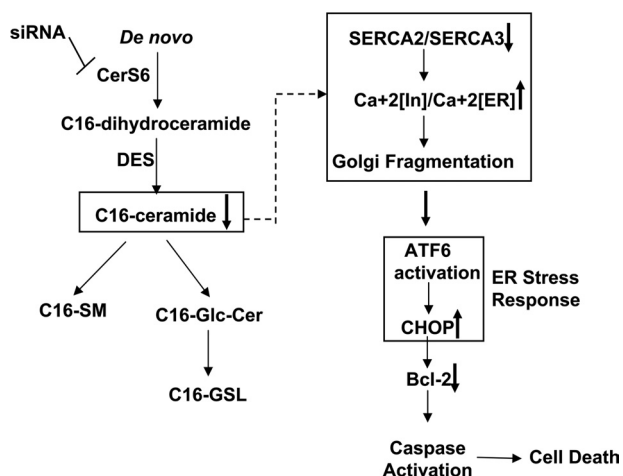 siRNA
De novo
CerS6
C16-dihydroceramide
DES
C16-ceramide
C16-SM
C16-Glc-Cer
C16-GSL
SERCA2/SERCA3
Ca+2[In]/Ca+2[ER]
Golgi Fragmentation
ATF6
activation
CHOP
ER Stress
Response
Bcl-2
Caspase
Activation
Cell Death